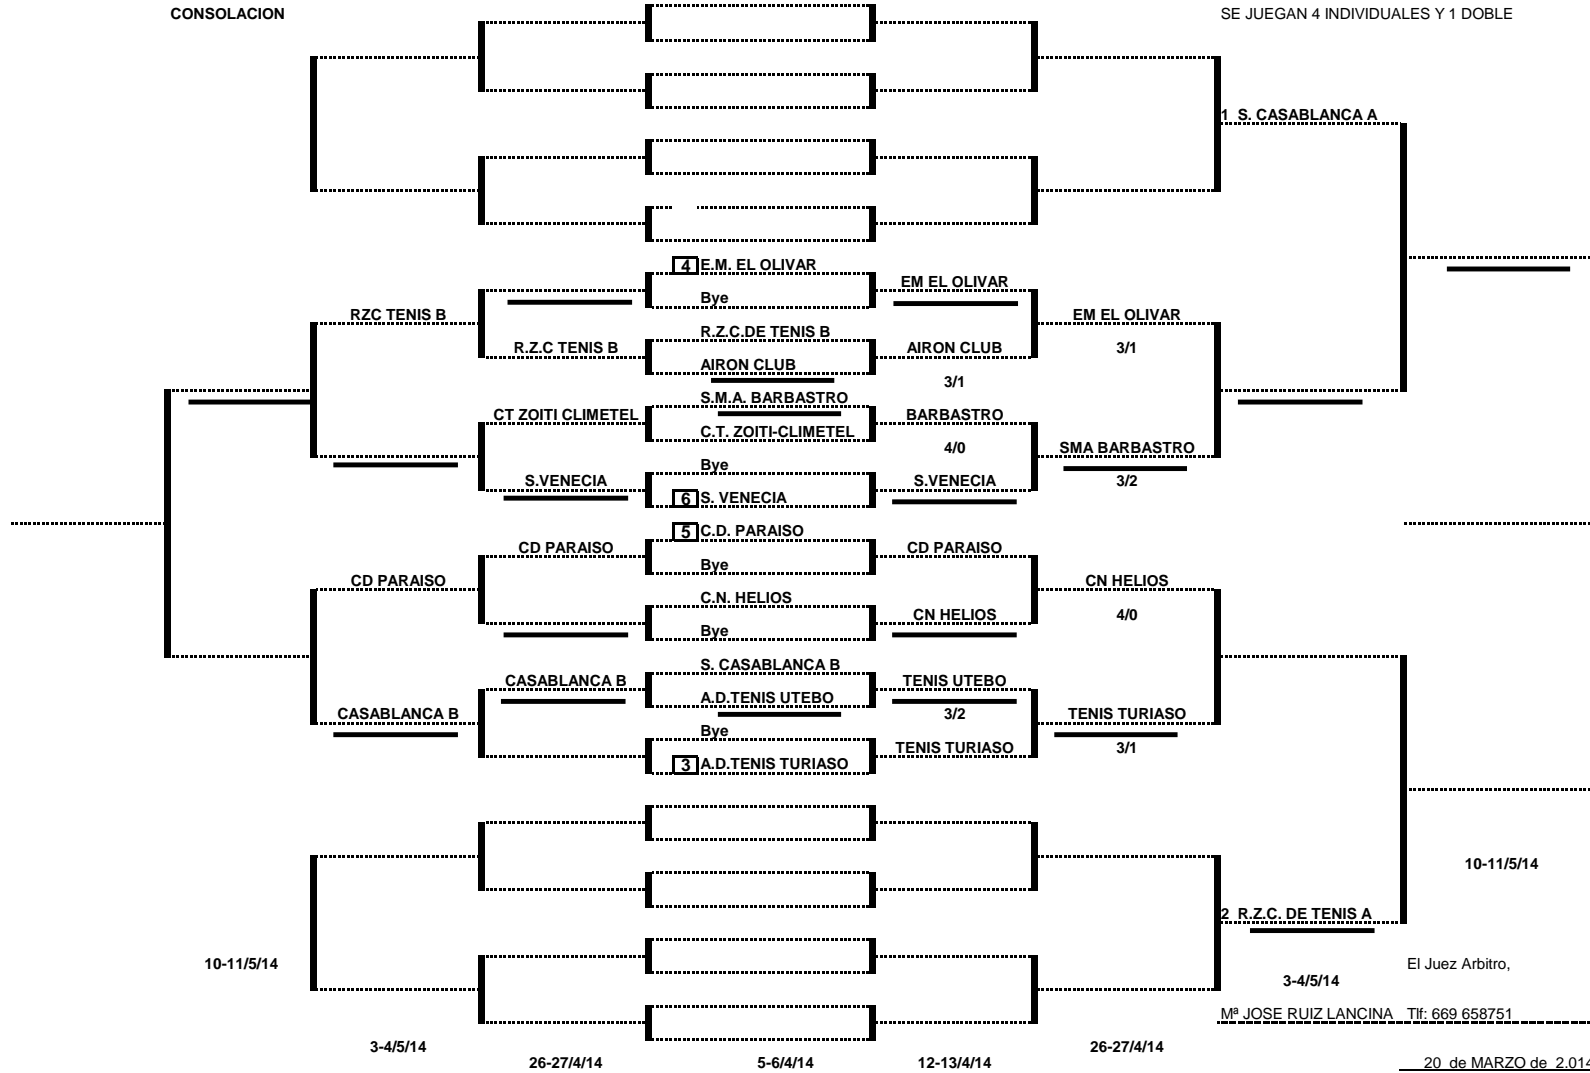 CONSOLACION
SE JUEGAN 4 INDIVIDUALES Y 1 DOBLE
1 S. CASABLANCA A
4 E.M. EL OLIVAR
EM EL OLIVAR
Bye
RZC TENIS B
EM EL OLIVAR
R.Z.C.DE TENIS B
R.Z.C TENIS B
AIRON CLUB
3/1
AIRON CLUB
3/1
S.M.A. BARBASTRO
CT ZOITI CLIMETEL
BARBASTRO
C.T. ZOITI-CLIMETEL
4/0
SMA BARBASTRO
Bye
S.VENECIA
S.VENECIA
3/2
6 S. VENECIA
5 C.D. PARAISO
CD PARAISO
CD PARAISO
Bye
CD PARAISO
CN HELIOS
C.N. HELIOS
CN HELIOS
4/0
Bye
S. CASABLANCA B
CASABLANCA B
TENIS UTEBO
A.D.TENIS UTEBO
CASABLANCA B
3/2
TENIS TURIASO
Bye
TENIS TURIASO
3/1
3 A.D.TENIS TURIASO
10-11/5/14
2 R.Z.C. DE TENIS A
10-11/5/14
El Juez Arbitro,
3-4/5/14
Mª JOSE RUIZ LANCINA Tlf: 669 658751
3-4/5/14
26-27/4/14
26-27/4/14
5-6/4/14
12-13/4/14
20 de MARZO de 2.014